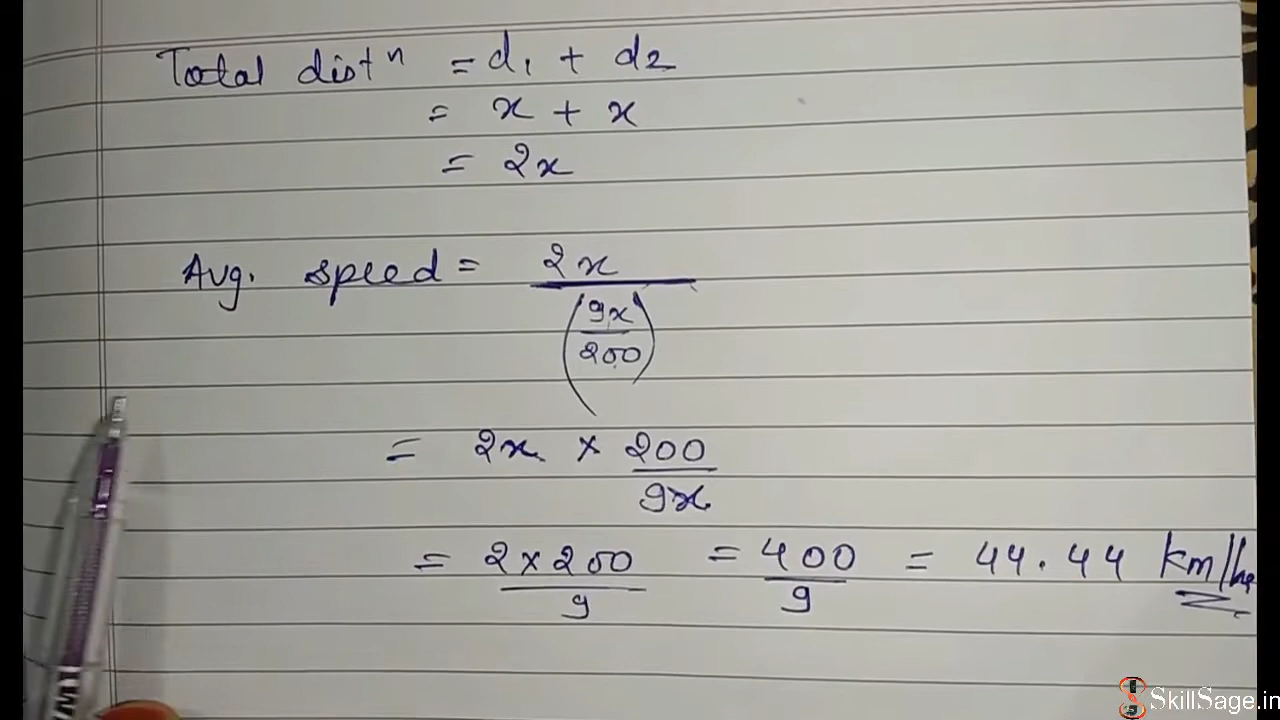 Total distⁿ = d₁ + d₂
= x + x
= 2x
Avg. speed = 2x / (9x/200)
= 2x × 200/9x
= 2×200/9 = 400/9 = 44.44 km/hr
SkillSage.in